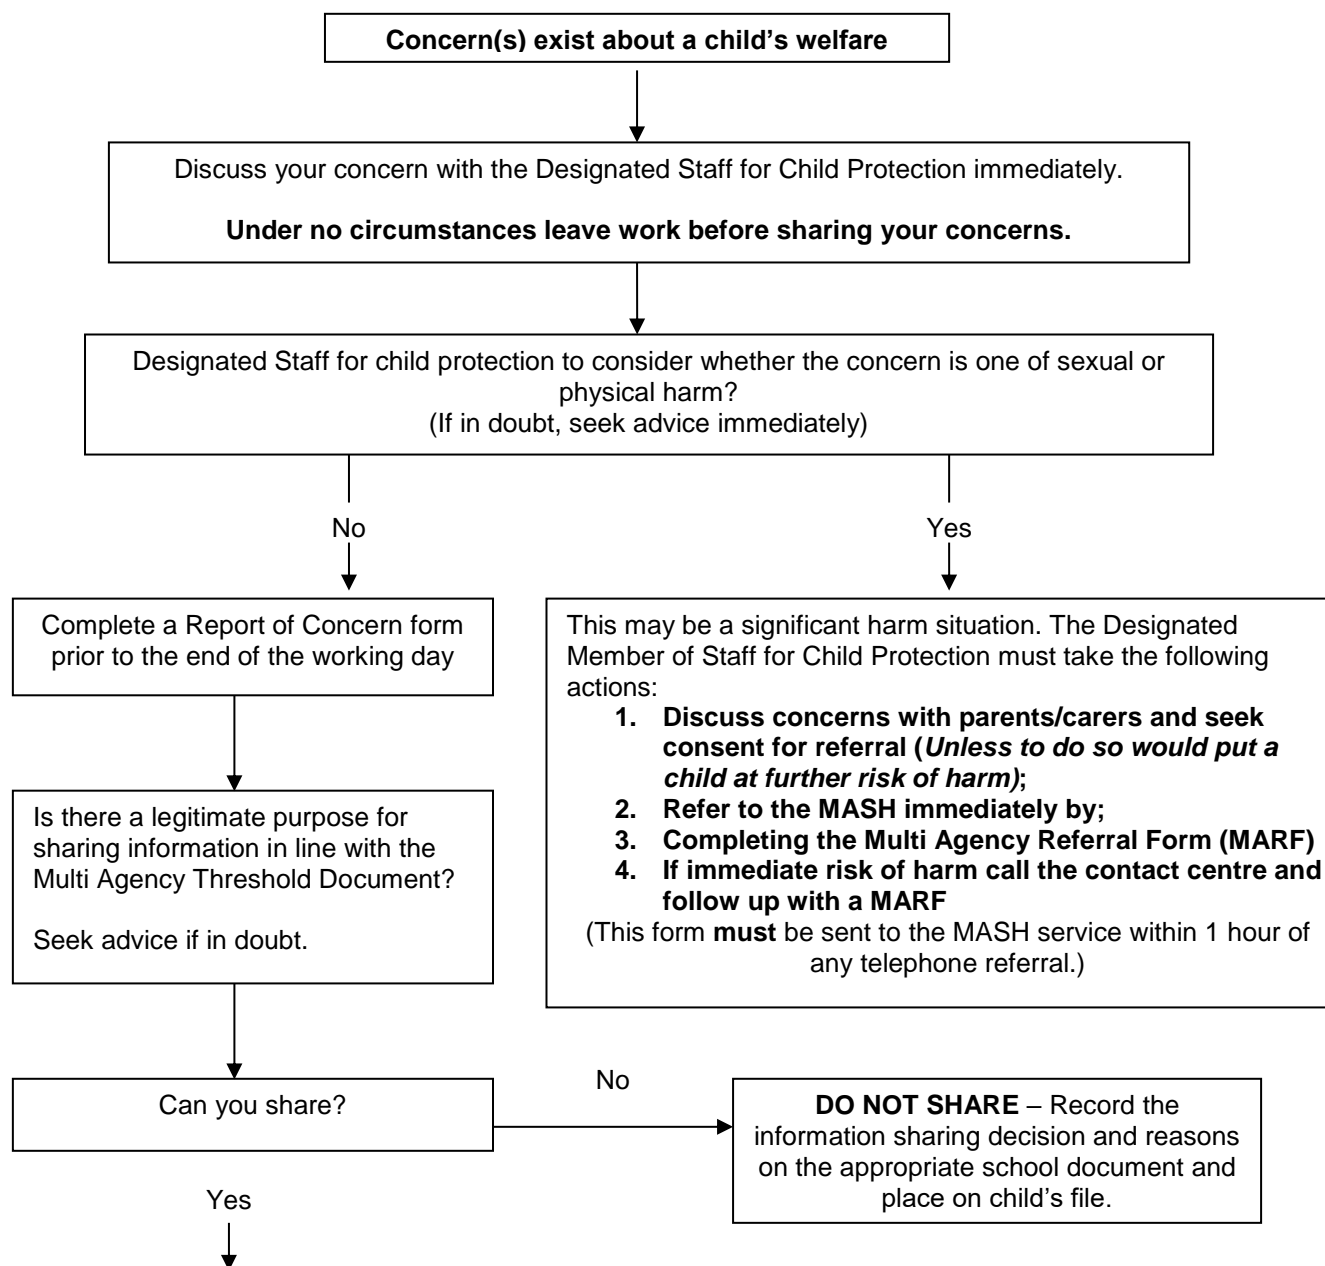 Concern(s) exist about a child's welfare
Discuss your concern with the Designated Staff for Child Protection immediately.
Under no circumstances leave work before sharing your concerns.
Designated Staff for child protection to consider whether the concern is one of sexual or
physical harm?
(If in doubt, seek advice immediately)
No
Yes
Complete a Report of Concern form
prior to the end of the working day
This may be a significant harm situation. The Designated
Member of Staff for Child Protection must take the following
actions:
1. Discuss concerns with parents/carers and seek
consent for referral (Unless to do so would put a
child at further risk of harm);
2. Refer to the MASH immediately by;
3. Completing the Multi Agency Referral Form (MARF)
4. If immediate risk of harm call the contact centre and
follow up with a MARF
(This form must be sent to the MASH service within 1 hour of
any telephone referral.)
Is there a legitimate purpose for
sharing information in line with the
Multi Agency Threshold Document?
Seek advice if in doubt.
Can you share?
No
DO NOT SHARE – Record the
information sharing decision and reasons
on the appropriate school document and
place on child's file.
Yes